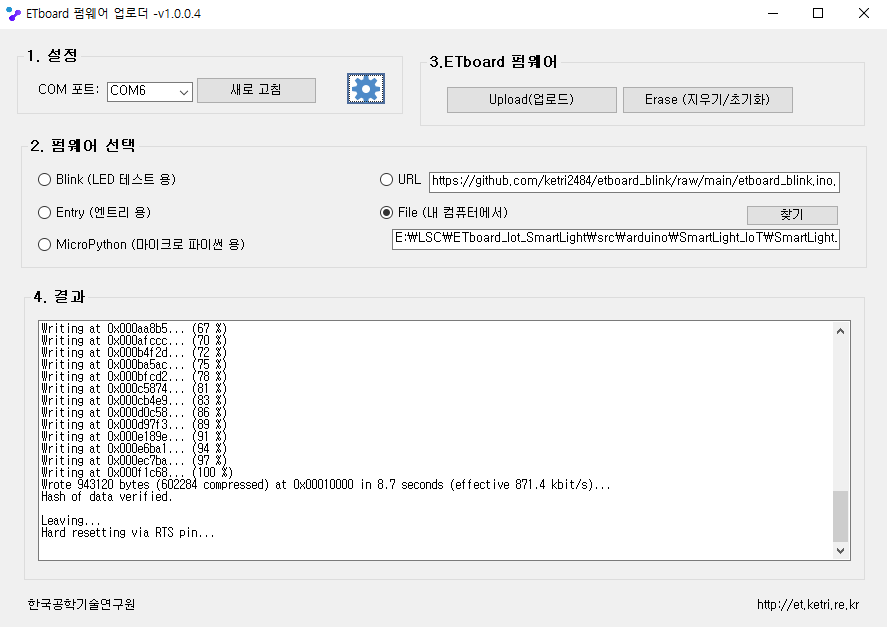 ETboard 펌웨어 업로더 -v1.0.0.4
1. 설정
COM 포트: COM6 새로 고침
3.ETboard 펌웨어
Upload(업로드) Erase (지우기/초기화)
2. 펌웨어 선택
Blink (LED 테스트 용)
Entry (엔트리 용)
MicroPython (마이크로 파이썬 용)
URL https://github.com/ketri2484/etboard_blink/raw/main/etboard_blink.ino.
File (내 컴퓨터에서) 찾기
E:₩LSC₩ETboard_Iot_SmartLight₩src₩arduino₩SmartLight_IoT₩SmartLight.
4. 결과
Writing at 0x000aa8b5... (67 %)
Writing at 0x000afccc... (70 %)
Writing at 0x000b4f2d... (72 %)
Writing at 0x000ba5ac... (75 %)
Writing at 0x000bfcd2... (78 %)
Writing at 0x000c5874... (81 %)
Writing at 0x000cb4e9... (83 %)
Writing at 0x000d0c58... (86 %)
Writing at 0x000d97f3... (89 %)
Writing at 0x000e189e... (91 %)
Writing at 0x000e6ba1... (94 %)
Writing at 0x000ec7ba... (97 %)
Writing at 0x000f1c68... (100 %)
Wrote 943120 bytes (602284 compressed) at 0x00010000 in 8.7 seconds (effective 871.4 kbit/s)...
Hash of data verified.
Leaving...
Hard resetting via RTS pin...
한국공학기술연구원
http://et.ketri.re.kr